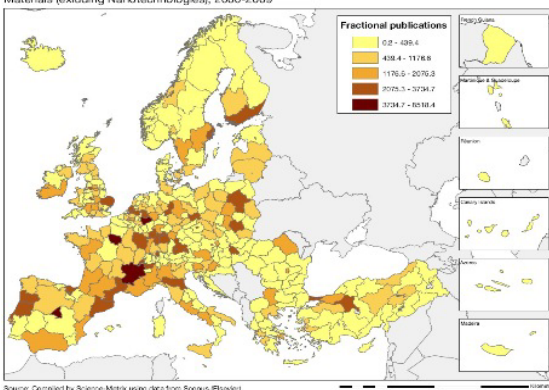 Materials (exluding Nanotechnologies), 2000-2009
Fractional publications
0.2 - 439.4
439.4 - 1176.6
1176.6 - 2075.3
2075.3 - 3734.7
3734.7 - 8518.4
French Guiana
Martinique & Guadeloupe
Réunion
Canary Islands
Azores
Madeira
Source: Compiled by Science-Metrix using data from Scopus (Elsevier)